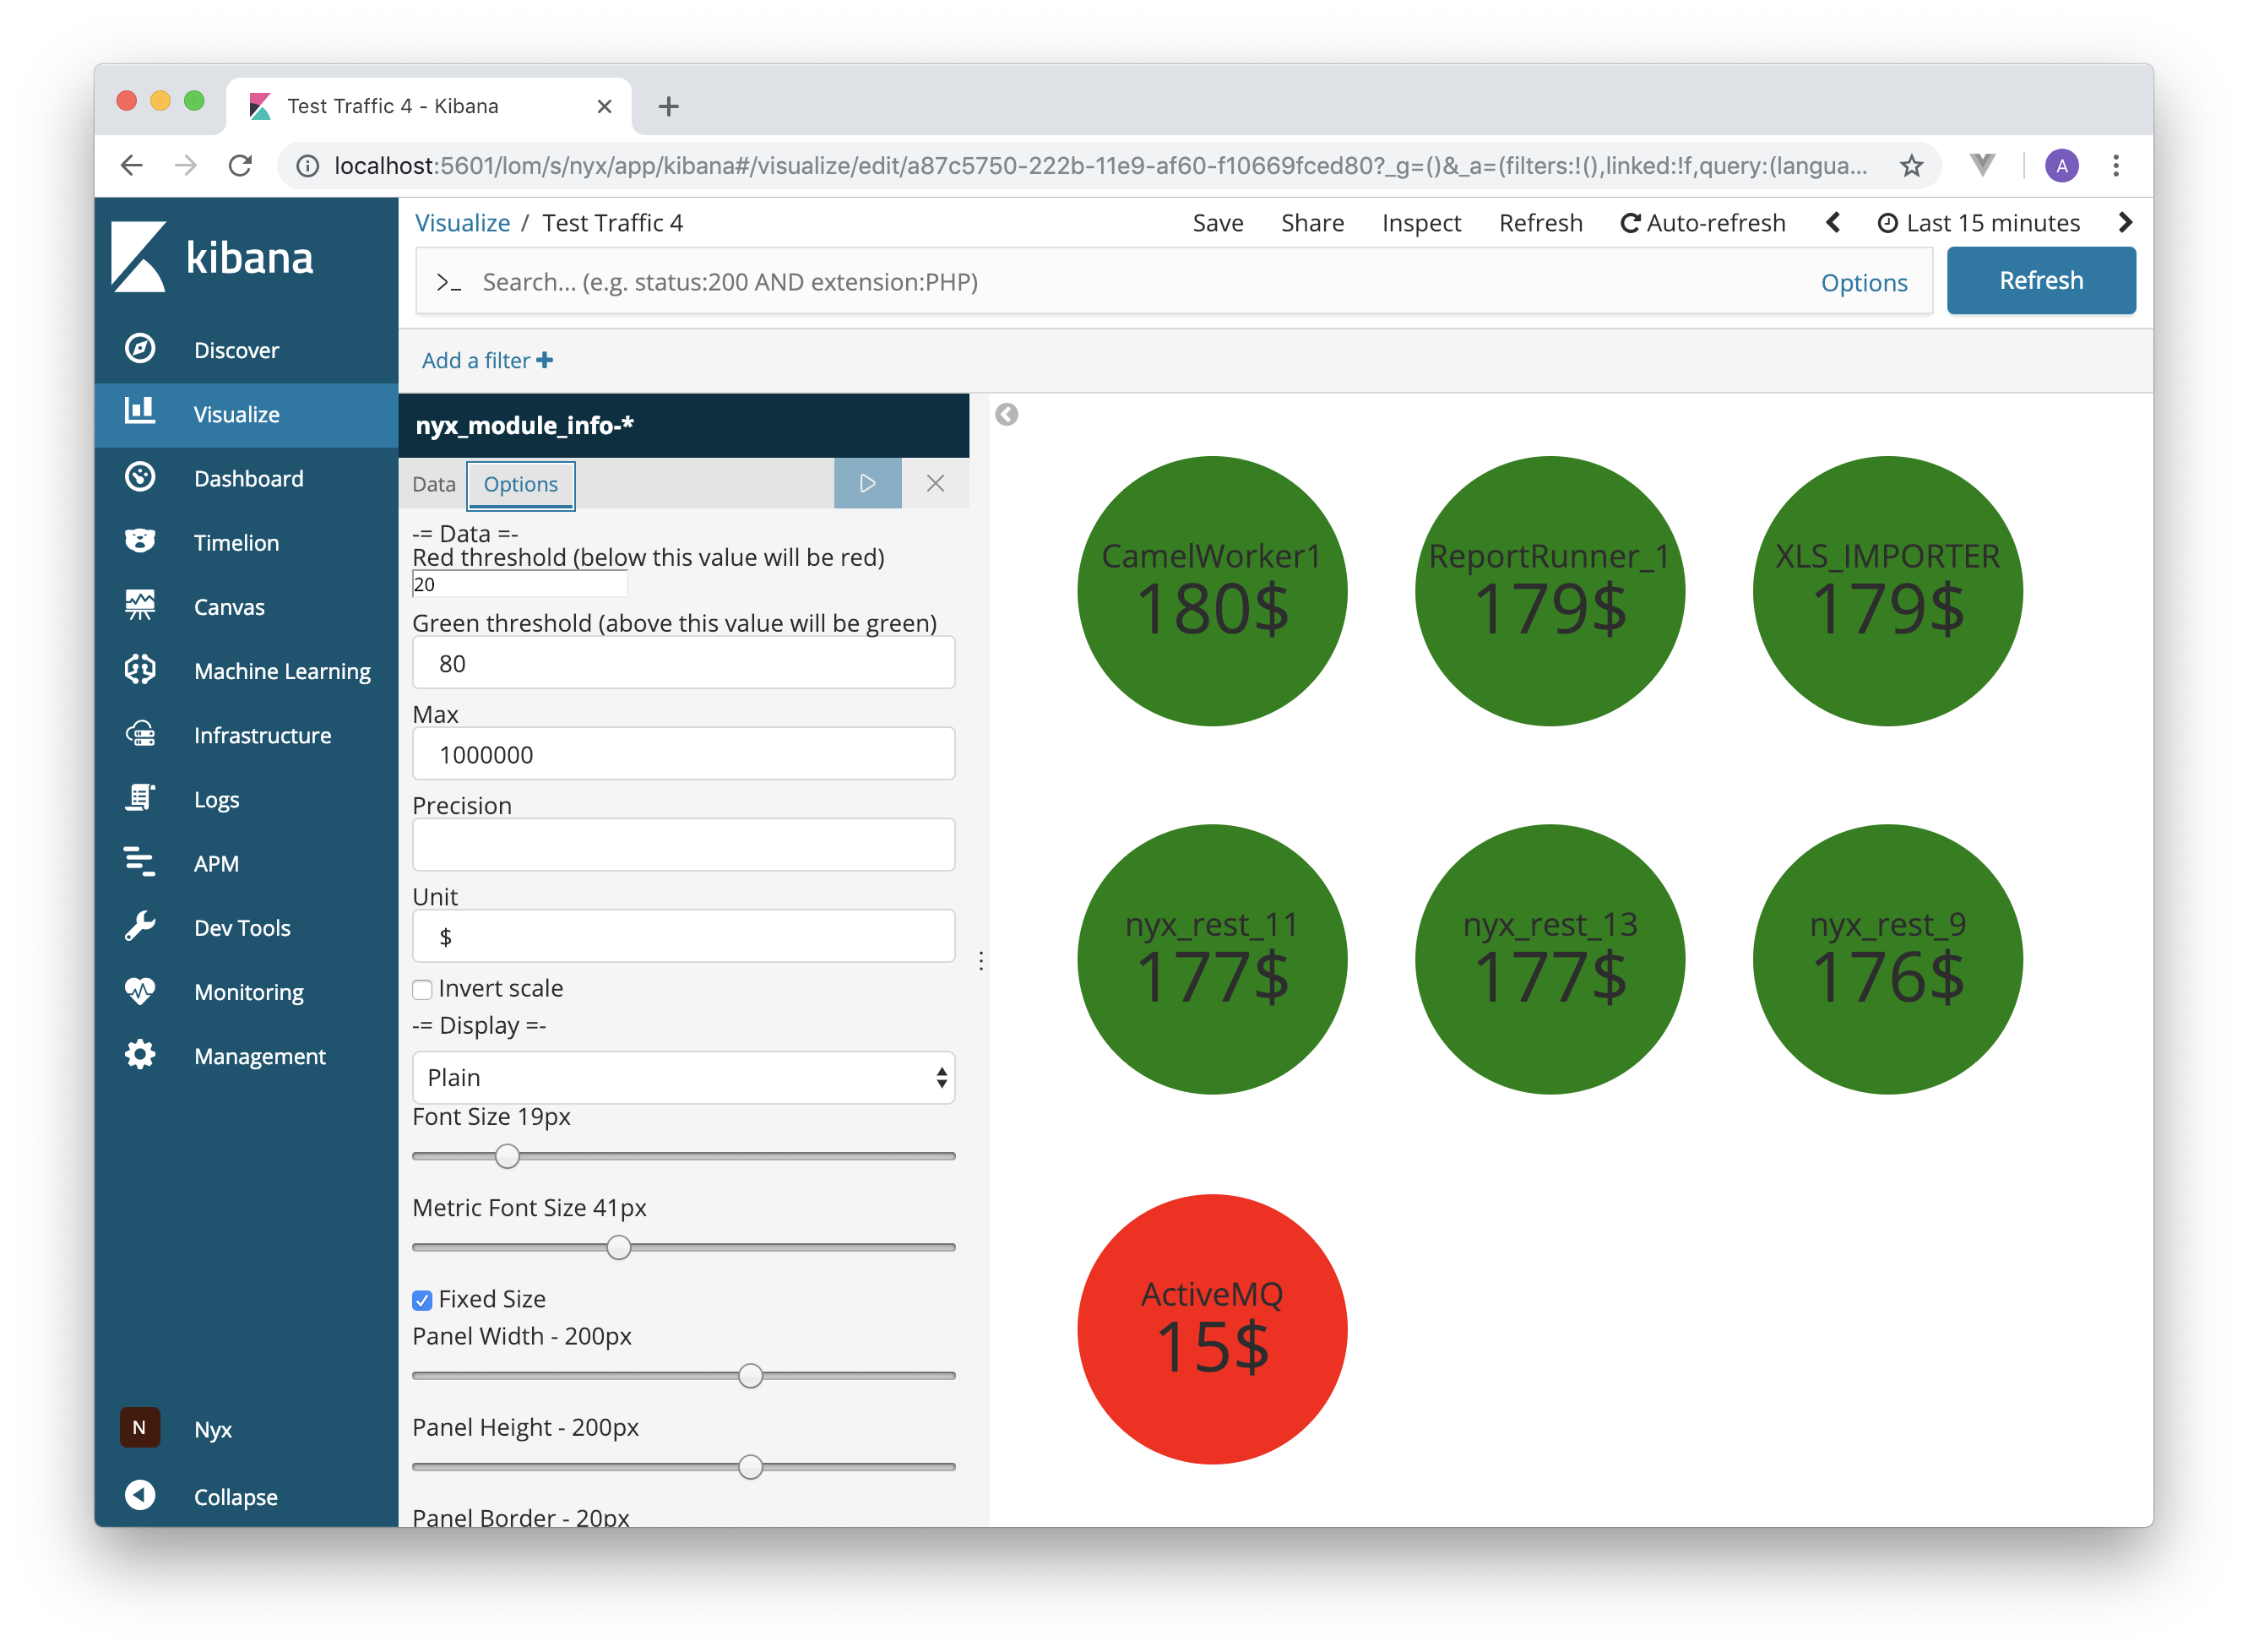 Test Traffic 4 - Kibana
localhost:5601/lom/s/nyx/app/kibana#/visualize/edit/a87c5750-222b-11e9-af60-f10669fced80?_g=()&_a=(filters:!(),linked:!f,query:(langua...
A
kibana
Discover
Visualize
Dashboard
Timelion
Canvas
Machine Learning
Infrastructure
Logs
APM
Dev Tools
Monitoring
Management
N Nyx
Collapse
Visualize / Test Traffic 4
Save Share Inspect Refresh Auto-refresh Last 15 minutes
>_ Search... (e.g. status:200 AND extension:PHP) Options Refresh
Add a filter
nyx_module_info-*
Data Options
-= Data =-
Red threshold (below this value will be red)
20
Green threshold (above this value will be green)
80
Max
1000000
Precision
Unit
$
Invert scale
-= Display =-
Plain
Font Size 19px
Metric Font Size 41px
Fixed Size
Panel Width - 200px
Panel Height - 200px
Panel Border - 20px
CamelWorker1
180$
ReportRunner_1
179$
XLS_IMPORTER
179$
nyx_rest_11
177$
nyx_rest_13
177$
nyx_rest_9
176$
ActiveMQ
15$